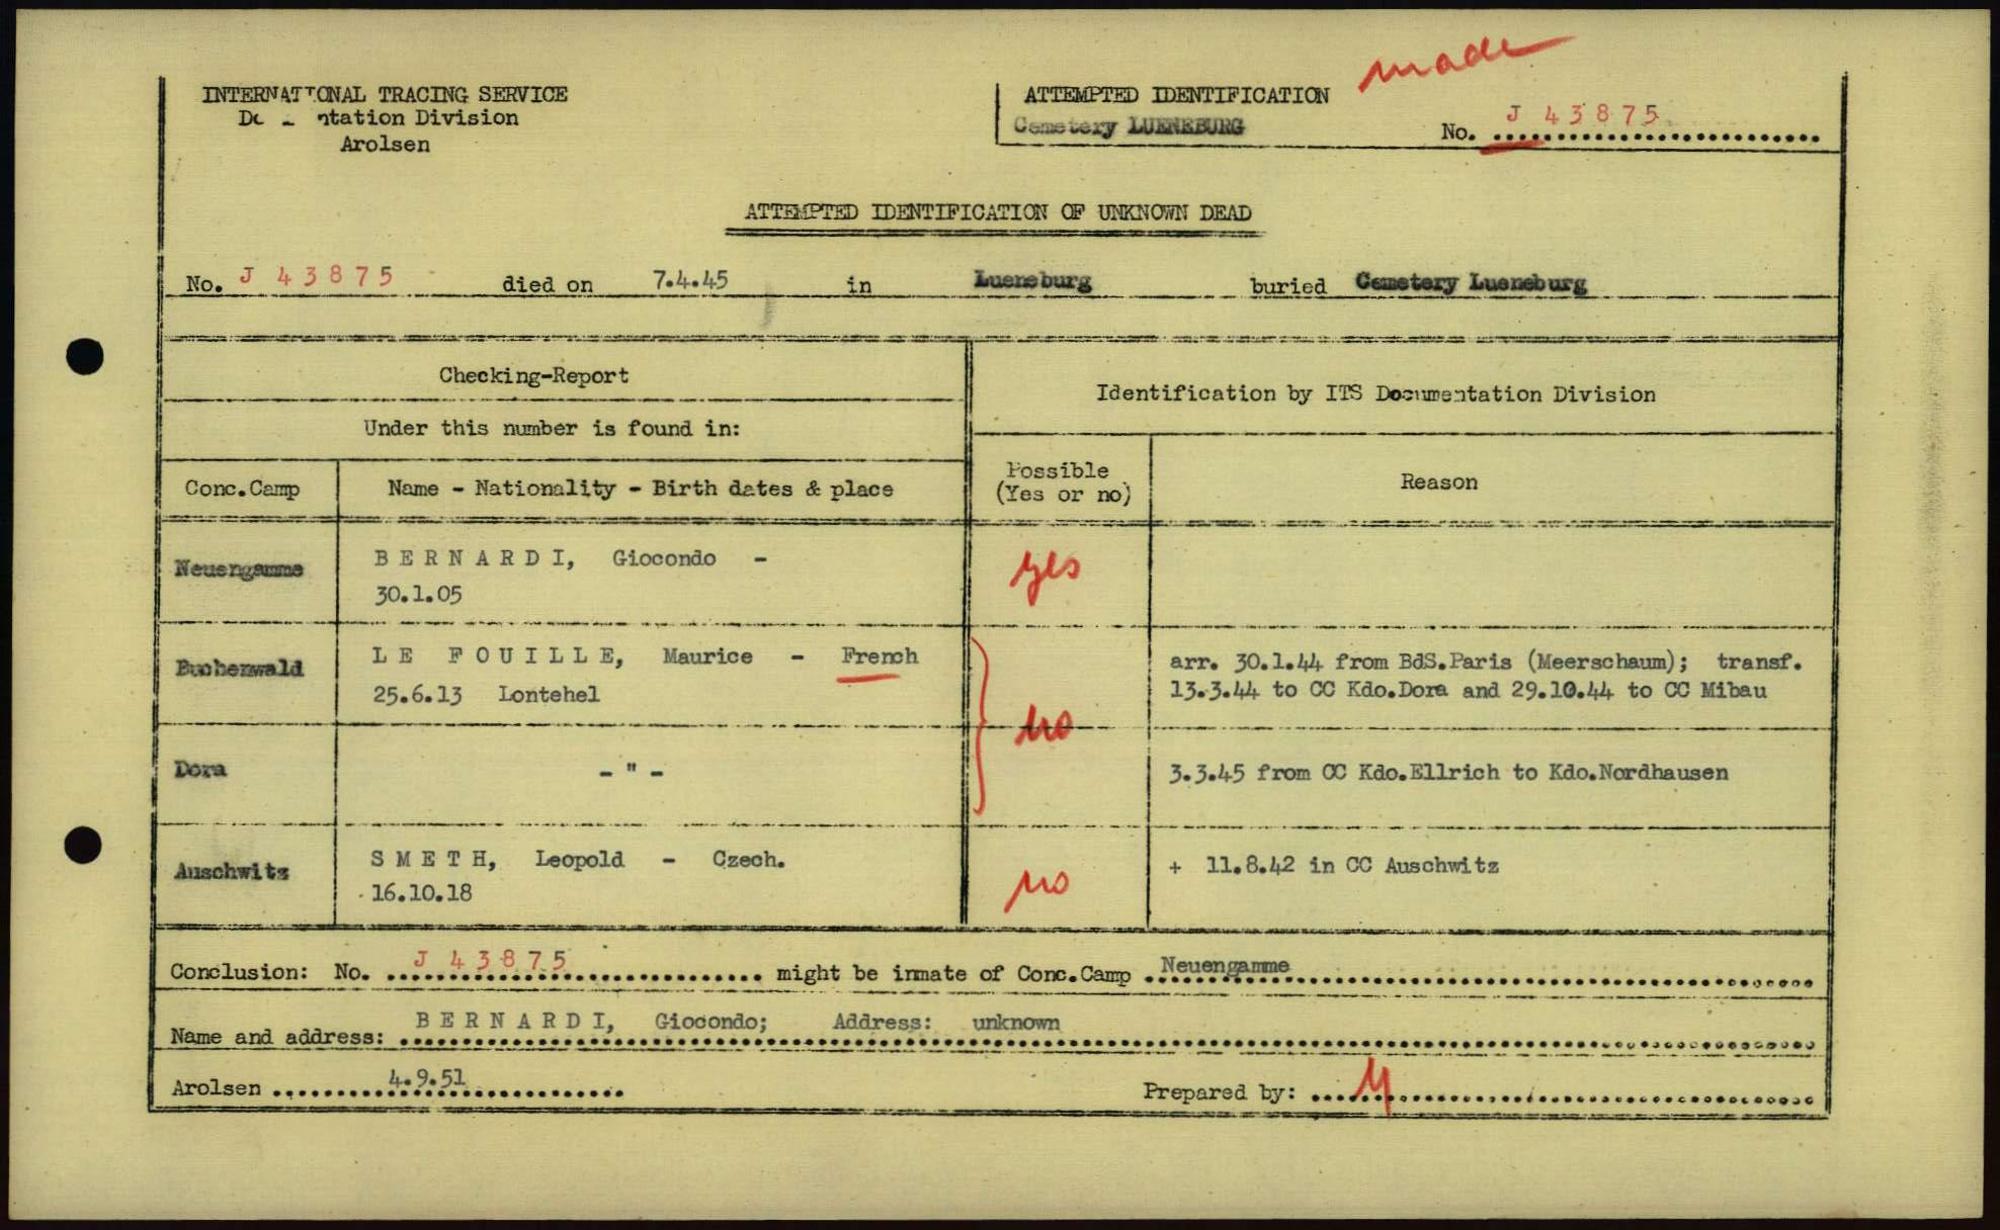 made
INTERNATIONAL TRACING SERVICE
ntation Division
Arolsen
ATTEMPTED IDENTIFICATION
Cemetery LUENEBURG
No. J 43875
ATTEMPTED IDENTIFICATION OF UNKNOWN DEAD
No. J 43875 died on 7.4.45 in Lueneburg buried Cemetery Lueneburg
Checking-Report
Under this number is found in:
Identification by ITS Documentation Division
Conc.Camp
Name - Nationality - Birth dates & place
Possible
(Yes or no)
Reason
Neuengamme
BERNARDI, Giocondo -
30.1.05
yes
Buchenwald
LE FOUILLE, Maurice - French
25.6.13 Lontehel
no
arr. 30.1.44 from BdS.Paris (Meerschaum); transf.
13.3.44 to CC Kdo.Dora and 29.10.44 to CC Mibau
Dora
- " -
3.3.45 from CC Kdo.Ellrich to Kdo.Nordhausen
Auschwitz
SMETH, Leopold - Czech.
16.10.18
no
+ 11.8.42 in CC Auschwitz
Conclusion: No. J 43875 might be inmate of Conc.Camp Neuengamme
Name and address: BERNARDI, Giocondo; Address: unknown
Arolsen 4.9.51
Prepared by: